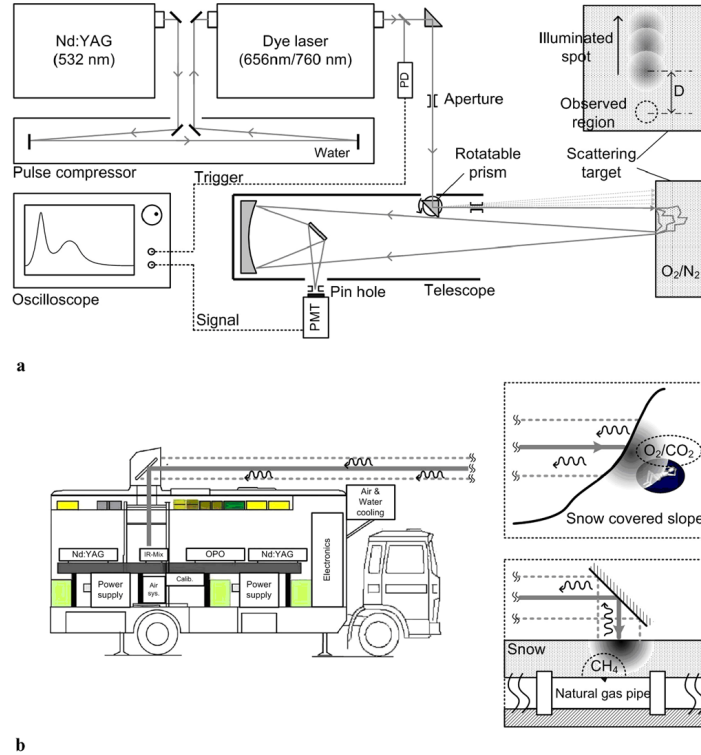 Nd:YAG
(532 nm)
Dye laser
(656nm/760 nm)
PD
Aperture
Illuminated
spot
D
Observed
region
Water
Pulse compressor
Trigger
Rotatable
prism
Scattering
target
O₂/N₂
Oscilloscope
Signal
Pin hole
PMT
Telescope
a
Air &
Water
cooling
Nd:YAG
IR-Mix
OPO
Nd:YAG
Electronics
Power
supply
Air
sys.
Calib.
Power
supply
O₂/CO₂
Snow covered slope
Snow
CH₄
Natural gas pipe
b